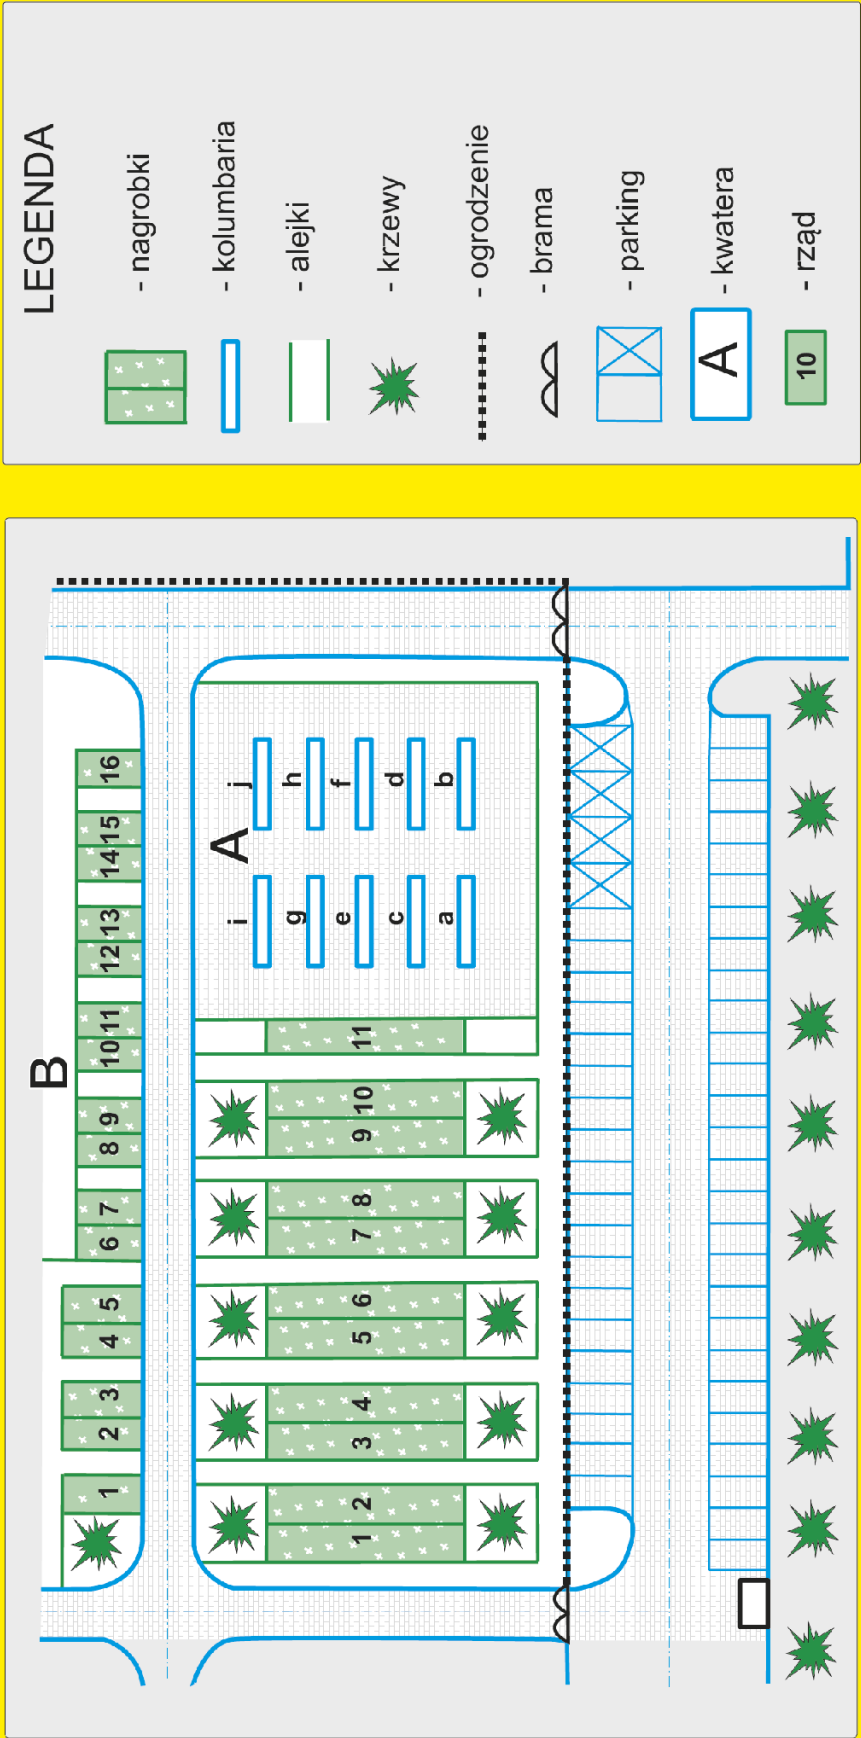 LEGENDA
- nagrobki
- kolumbaria
- alejki
- krzewy
- ogrodzenie
- brama
- parking
A - kwatera
10 - rząd
B
1 2 3 4 5 6 7 8 9 10 11 12 13 14 15 16
A
i j
g h
e f
c d
a b
1 2 3 4 5 6 7 8 9 10 11